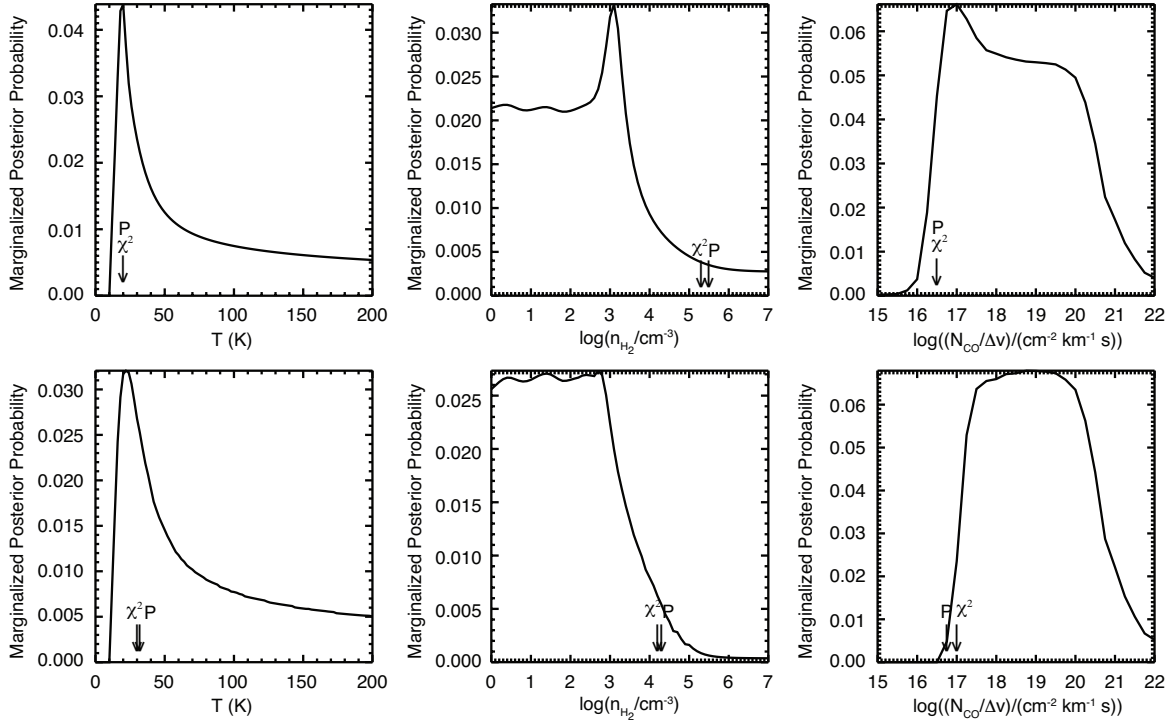 Marginalized Posterior Probability
0.04
0.03
0.02
0.01
0.00
P
χ²
0 50 100 150 200
T (K)
Marginalized Posterior Probability
0.030
0.025
0.020
0.015
0.010
0.005
0.000
χ² P
0 1 2 3 4 5 6 7
log(n_H₂/cm⁻³)
Marginalized Posterior Probability
0.06
0.05
0.04
0.03
0.02
0.01
0.00
P
χ²
15 16 17 18 19 20 21 22
log((N_CO/Δv)/(cm⁻² km⁻¹ s))
Marginalized Posterior Probability
0.030
0.025
0.020
0.015
0.010
0.005
0.000
χ² P
0 50 100 150 200
T (K)
Marginalized Posterior Probability
0.025
0.020
0.015
0.010
0.005
0.000
χ² P
0 1 2 3 4 5 6 7
log(n_H₂/cm⁻³)
Marginalized Posterior Probability
0.06
0.05
0.04
0.03
0.02
0.01
0.00
P χ²
15 16 17 18 19 20 21 22
log((N_CO/Δv)/(cm⁻² km⁻¹ s))